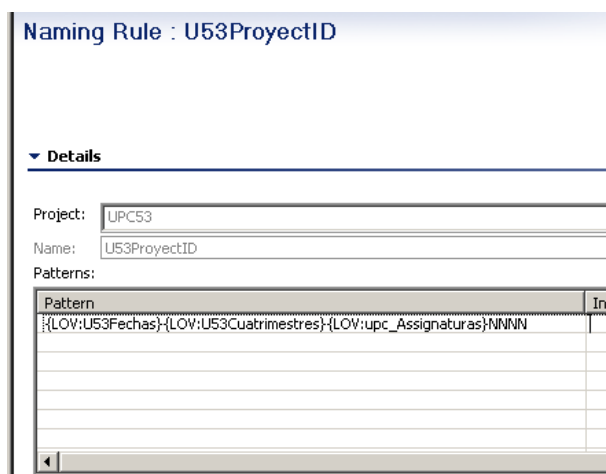 Naming Rule : U53ProyectID
Details
Project: UPC53
Name: U53ProyectID
Patterns:
Pattern In
{LOV:U53Fechas}-{LOV:U53Cuatrimestres}-{LOV:upc_Assignaturas}NNNN